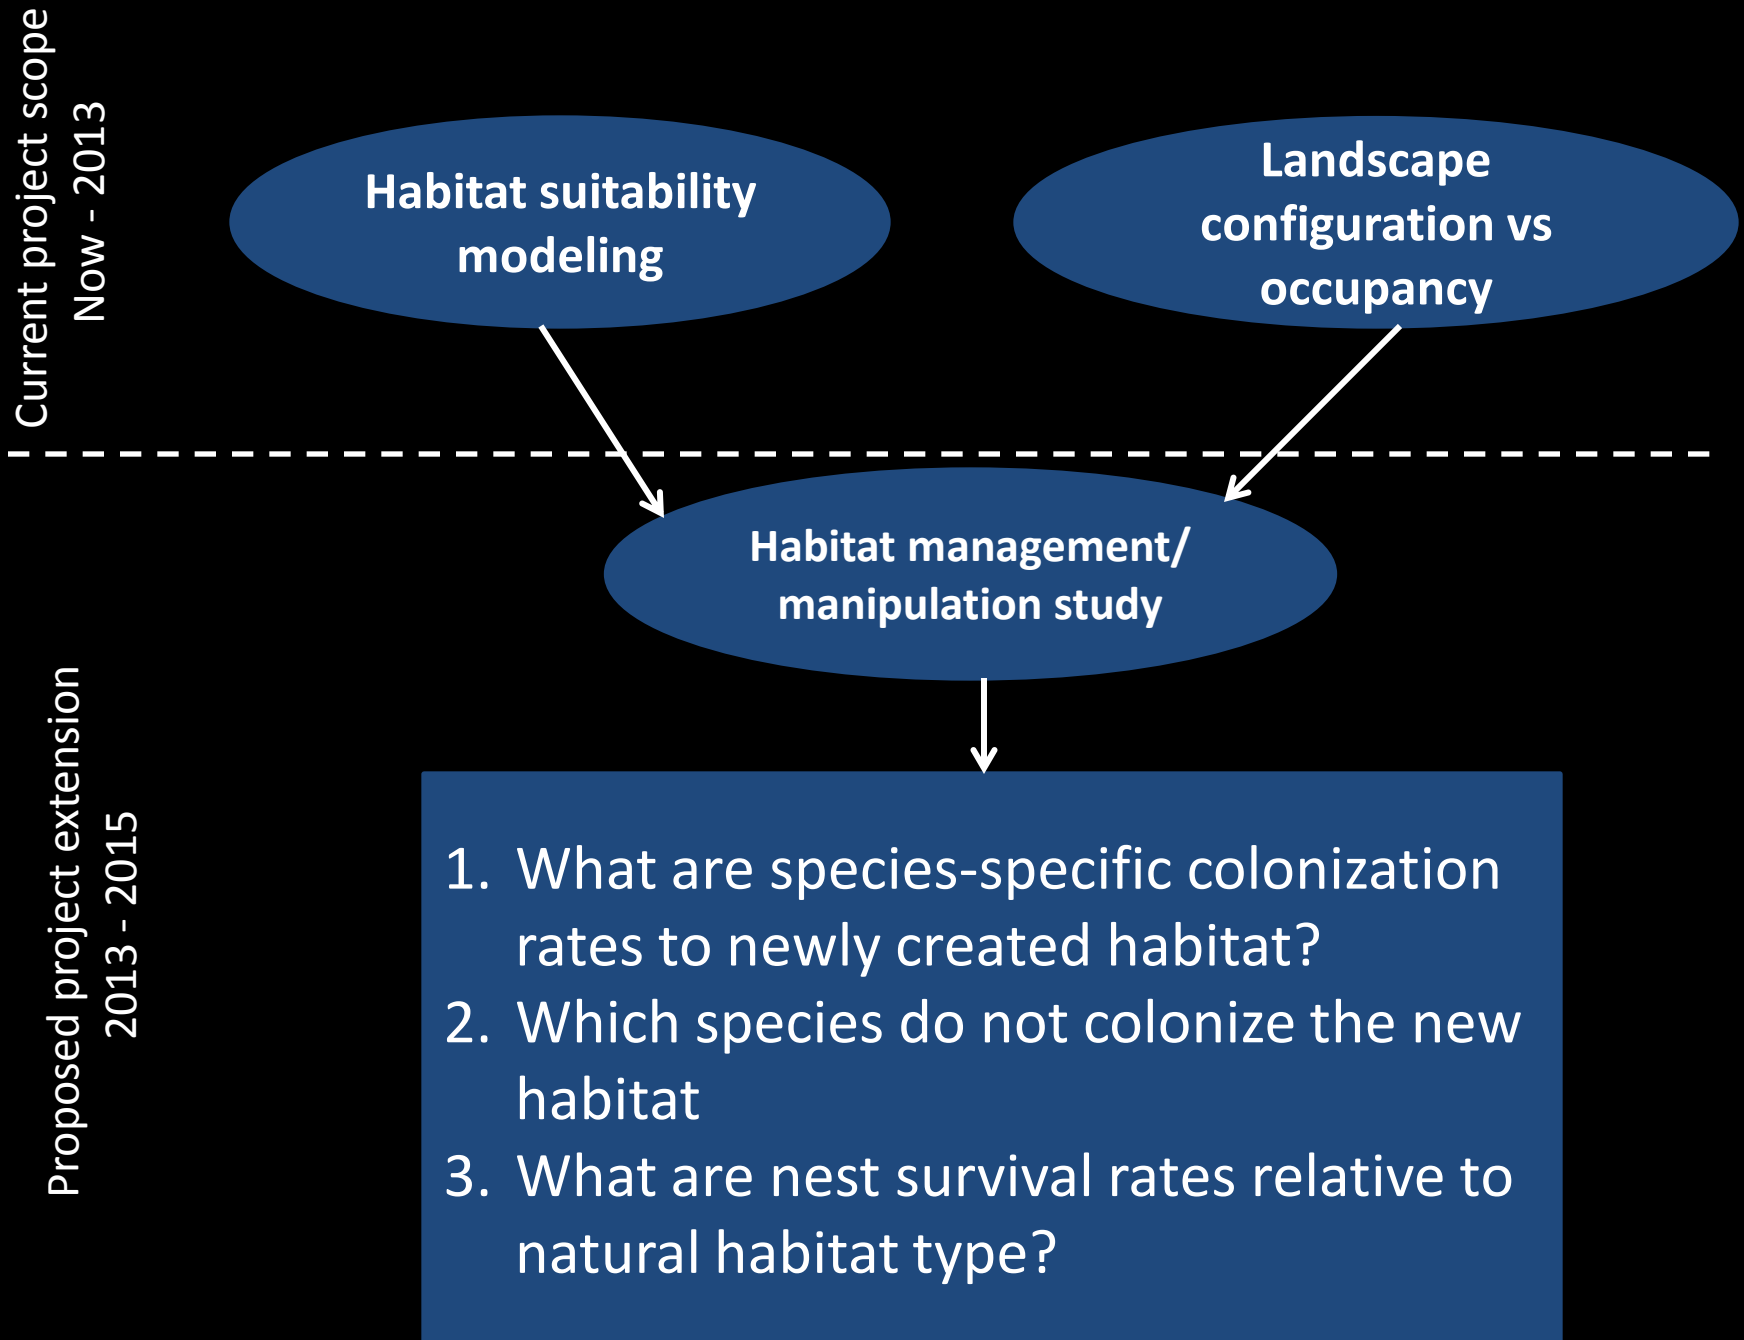 Current project scope
Now - 2013
Habitat suitability
modeling
Landscape
configuration vs
occupancy
Habitat management/
manipulation study
Proposed project extension
2013 - 2015
1. What are species-specific colonization
rates to newly created habitat?
2. Which species do not colonize the new
habitat
3. What are nest survival rates relative to
natural habitat type?